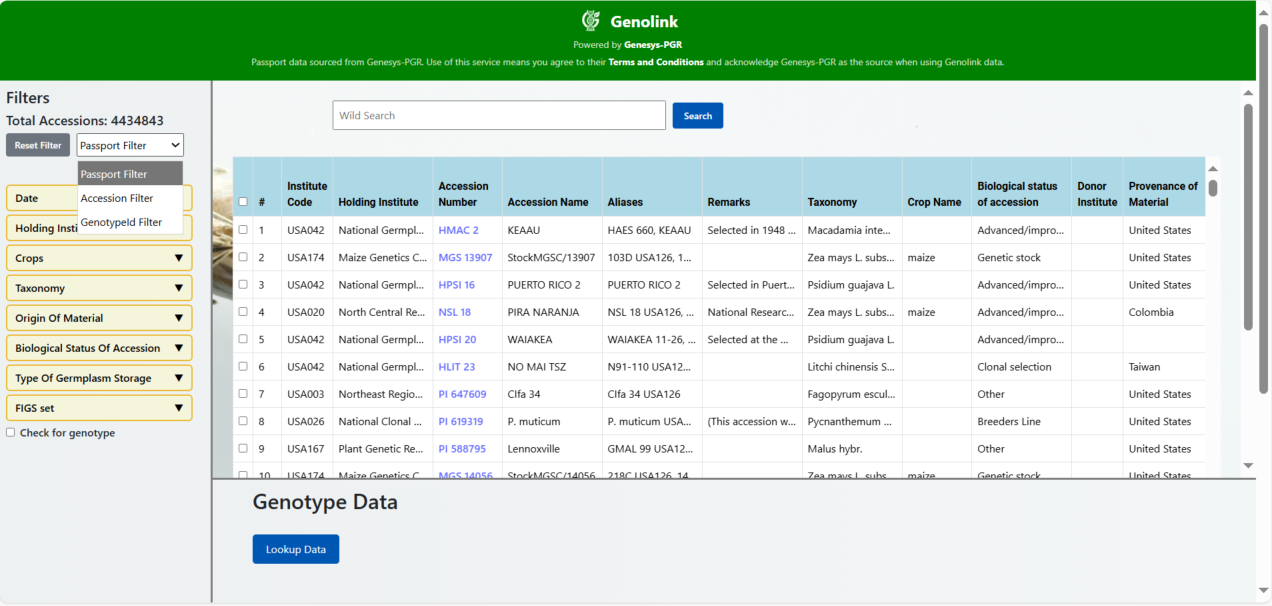 Genolink
Powered by Genesys-PGR
Passport data sourced from Genesys-PGR. Use of this service means you agree to their Terms and Conditions and acknowledge Genesys-PGR as the source when using Genolink data.
Filters
Total Accessions: 4434843
Reset Filter Passport Filter
Passport Filter
Accession Filter
GenotypeId Filter
Date
Holding Insti
Crops
Taxonomy
Origin Of Material
Biological Status Of Accession
Type Of Germplasm Storage
FIGS set
Check for genotype
Wild Search Search
# Institute Code Holding Institute Accession Number Accession Name Aliases Remarks Taxonomy Crop Name Biological status of accession Donor Institute Provenance of Material
1 USA042 National Germpl... HMAC 2 KEAAU HAES 660, KEAAU Selected in 1948 ... Macadamia inte... Advanced/impro... United States
2 USA174 Maize Genetics C... MGS 13907 StockMGSC/13907 103D USA126, 1... Zea mays L. subs... maize Genetic stock United States
3 USA042 National Germpl... HPSI 16 PUERTO RICO 2 PUERTO RICO 2 Selected in Puert... Psidium guajava L. Advanced/impro... United States
4 USA020 North Central Re... NSL 18 PIRA NARANJA NSL 18 USA126, ... National Researc... Zea mays L. subs... maize Advanced/impro... Colombia
5 USA042 National Germpl... HPSI 20 WAIAKEA WAIAKEA 11-26, ... Selected at the ... Psidium guajava L. Advanced/impro... United States
6 USA042 National Germpl... HLIT 23 NO MAI TSZ N91-110 USA12... Litchi chinensis S... Clonal selection Taiwan
7 USA003 Northeast Regio... PI 647609 CIfa 34 CIfa 34 USA126 Fagopyrum escul... Other United States
8 USA026 National Clonal ... PI 619319 P. muticum P. muticum USA... (This accession w... Pycnanthemum ... Breeders Line United States
9 USA167 Plant Genetic Re... PI 588795 Lennoxville GMAL 99 USA12... Malus hybr. Other United States
10 USA174 Maize Genetics C... MGS 14056 StockMGSC/14056 218C USA126, 14... Zea mays L. subs... maize Genetic stock United States
Genotype Data
Lookup Data